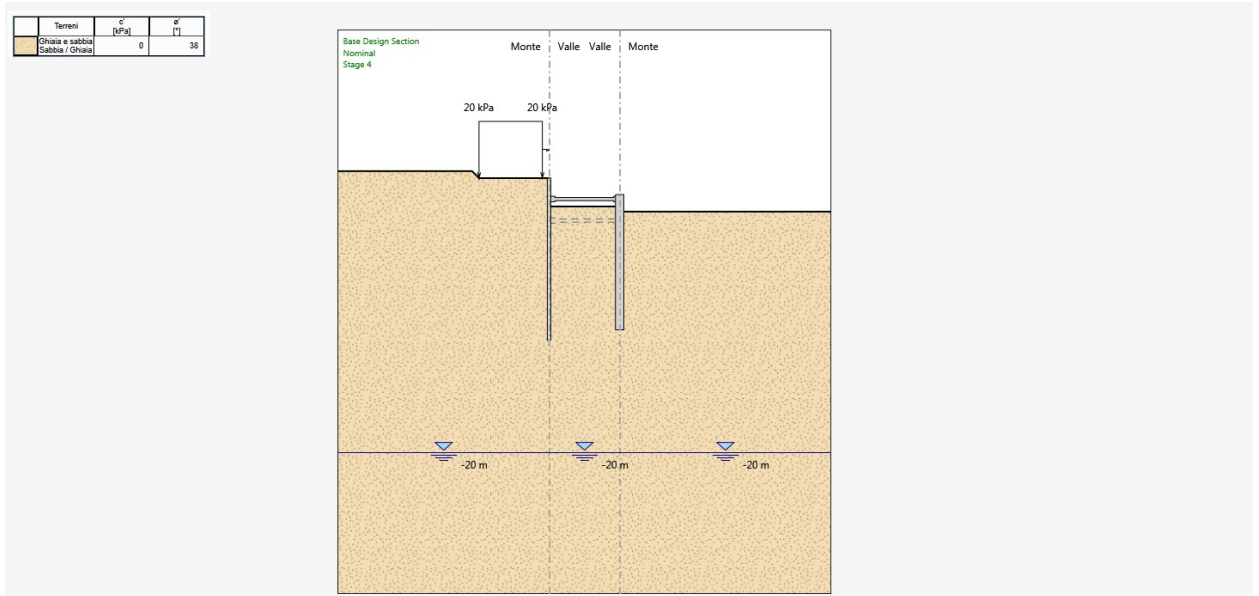 Terreni c' ø'
[kPa] [°]
Ghiaia e sabbia 0 38
Sabbia / Ghiaia
Base Design Section
Nominal
Stage 4
Monte Valle Valle Monte
20 kPa 20 kPa
-20 m -20 m -20 m